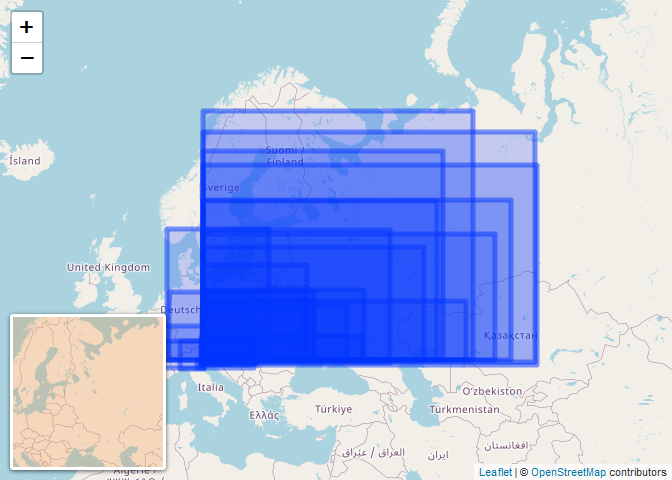 +
−
Ísland
Suomi /
Finland
Sverige
United Kingdom
Deutsch
Қазақстан
Italia
Oʻzbekiston
Türkiye
Türkmenistan
Ελλάς
افغانستان
ایران
العراق / عێراق
Algérie /
Leaflet | © OpenStreetMap contributors